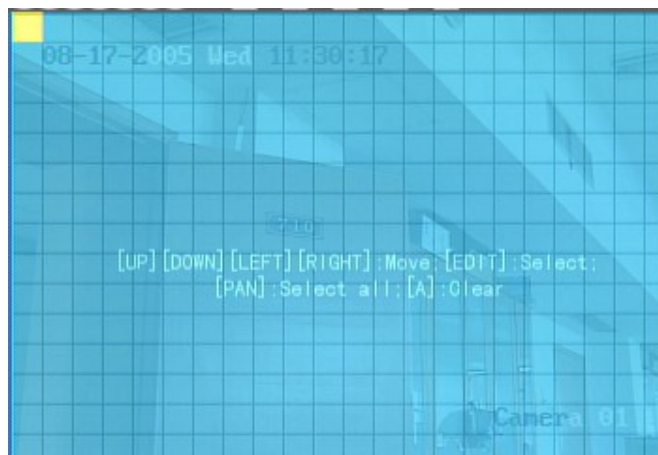 08-17-2005 Wed 11:30:17
710
[UP][DOWN][LEFT][RIGHT]:Move;[EDIT]:Select;
[PAN]:Select all;[A]:Clear
Camera 01